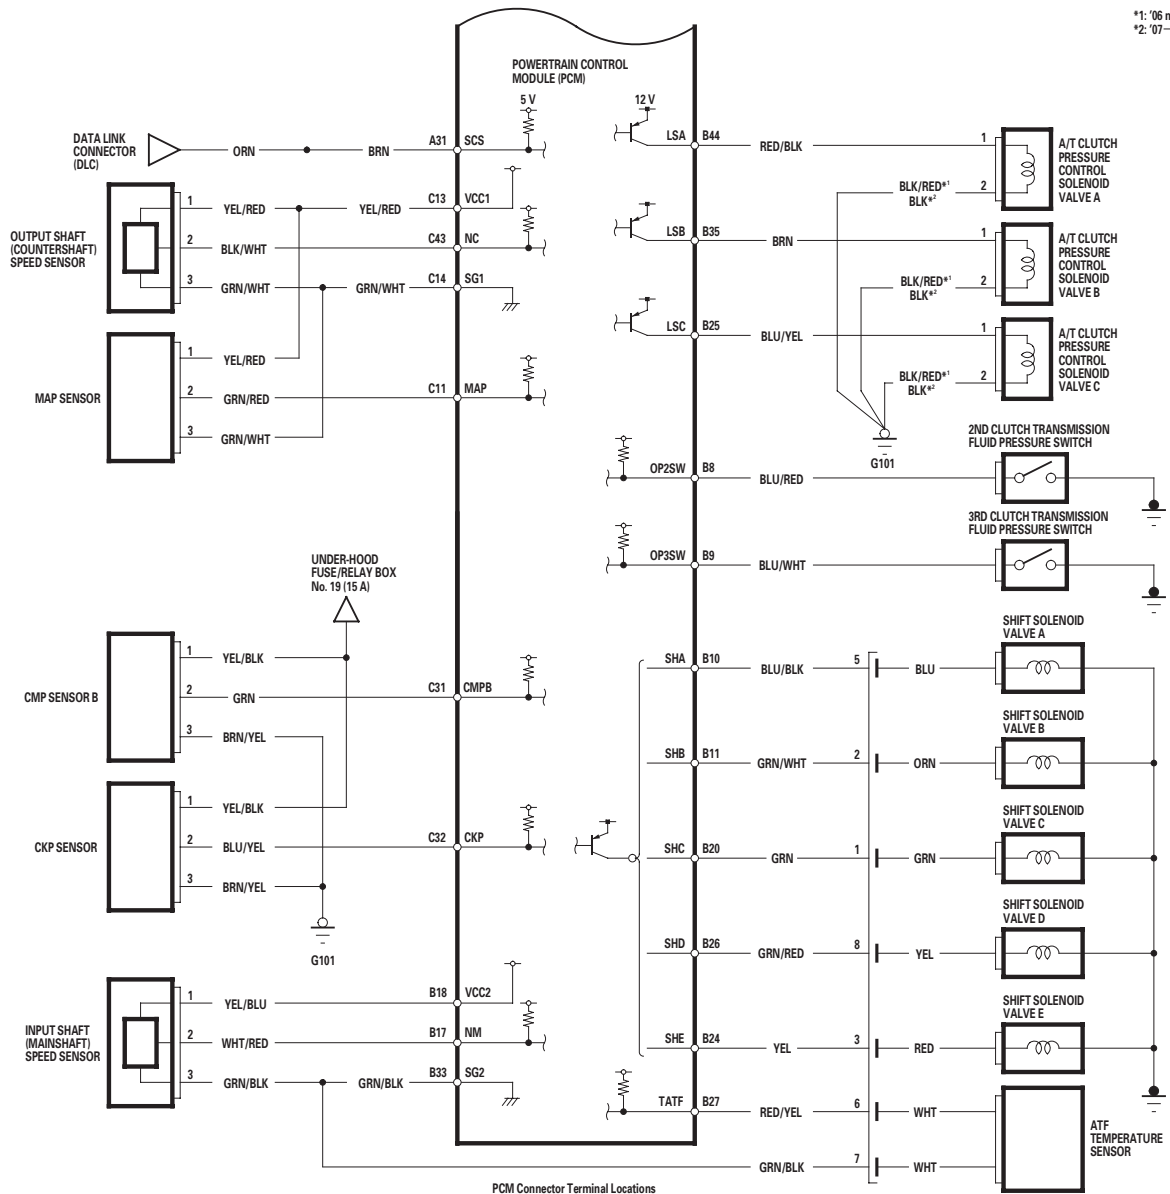 *1: '06
*2: '07—
POWERTRAIN CONTROL
MODULE (PCM)
5 V
12 V
DATA LINK
CONNECTOR
(DLC)
ORN
BRN
A31
SCS
LSA
B44
RED/BLK
1
BLK/RED*1
BLK*2
2
A/T CLUTCH
PRESSURE
CONTROL
SOLENOID
VALVE A
OUTPUT SHAFT
(COUNTERSHAFT)
SPEED SENSOR
1
YEL/RED
YEL/RED
C13
VCC1
2
BLK/WHT
C43
NC
3
GRN/WHT
GRN/WHT
C14
SG1
LSB
B35
BRN
1
BLK/RED*1
BLK*2
2
A/T CLUTCH
PRESSURE
CONTROL
SOLENOID
VALVE B
LSC
B25
BLU/YEL
1
BLK/RED*1
BLK*2
2
A/T CLUTCH
PRESSURE
CONTROL
SOLENOID
VALVE C
G101
MAP SENSOR
1
YEL/RED
2
GRN/RED
C11
MAP
3
GRN/WHT
OP2SW
B8
BLU/RED
2ND CLUTCH TRANSMISSION
FLUID PRESSURE SWITCH
OP3SW
B9
BLU/WHT
3RD CLUTCH TRANSMISSION
FLUID PRESSURE SWITCH
UNDER-HOOD
FUSE/RELAY BOX
No. 19 (15 A)
CMP SENSOR B
1
YEL/BLK
2
GRN
C31
CMPB
3
BRN/YEL
CKP SENSOR
1
YEL/BLK
2
BLU/YEL
C32
CKP
3
BRN/YEL
G101
SHA
B10
BLU/BLK
5
BLU
SHIFT SOLENOID
VALVE A
SHB
B11
GRN/WHT
2
ORN
SHIFT SOLENOID
VALVE B
SHC
B20
GRN
1
GRN
SHIFT SOLENOID
VALVE C
SHD
B26
GRN/RED
8
YEL
SHIFT SOLENOID
VALVE D
SHE
B24
YEL
3
RED
SHIFT SOLENOID
VALVE E
INPUT SHAFT
(MAINSHAFT)
SPEED SENSOR
1
YEL/BLU
B18
VCC2
2
WHT/RED
B17
NM
3
GRN/BLK
GRN/BLK
B33
SG2
TATF
B27
RED/YEL
6
WHT
GRN/BLK
7
WHT
ATF
TEMPERATURE
SENSOR
PCM Connector Terminal Locations